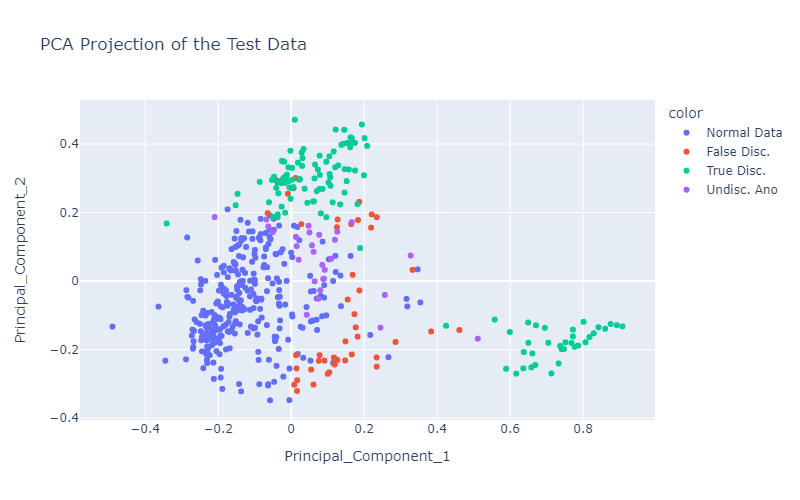 PCA Projection of the Test Data
color
Normal Data
False Disc.
True Disc.
Undisc. Ano
Principal_Component_2
0.4
0.2
0
−0.2
−0.4
−0.4
−0.2
0
0.2
0.4
0.6
0.8
Principal_Component_1